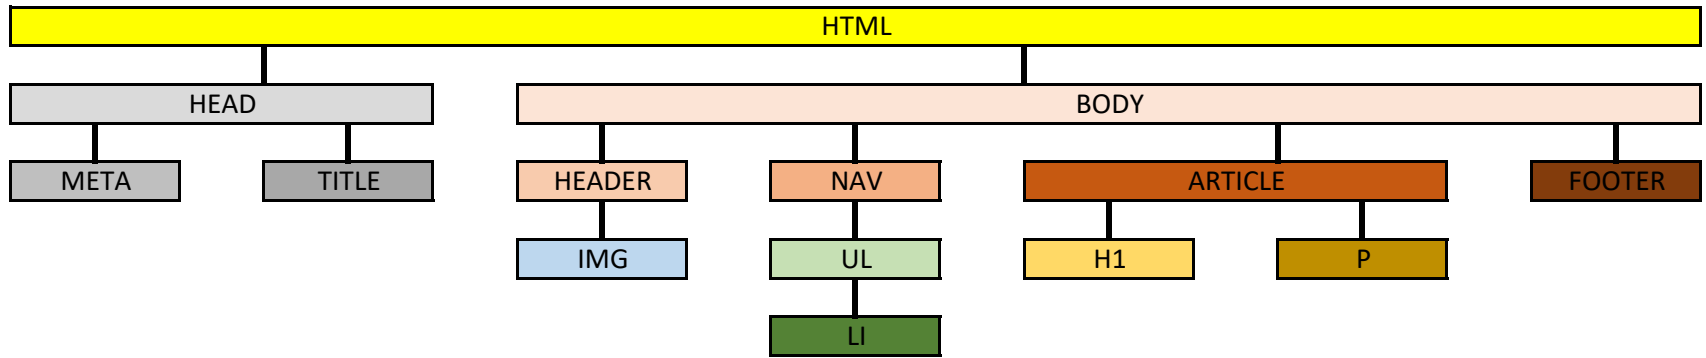 HTML
HEAD BODY
META TITLE HEADER NAV ARTICLE FOOTER
IMG UL H1 P
LI